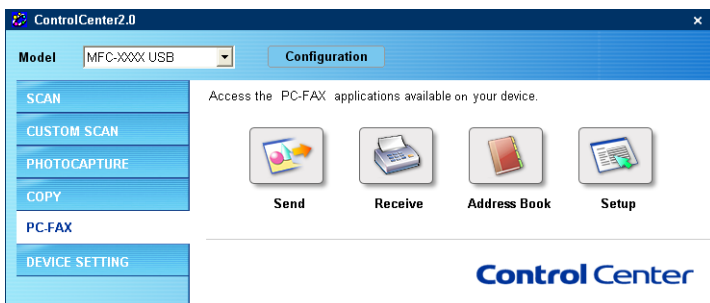 ControlCenter2.0
Model MFC-XXXX USB Configuration
SCAN
CUSTOM SCAN
PHOTOCAPTURE
COPY
PC-FAX
DEVICE SETTING
Access the PC-FAX applications available on your device.
Send Receive Address Book Setup
Control Center